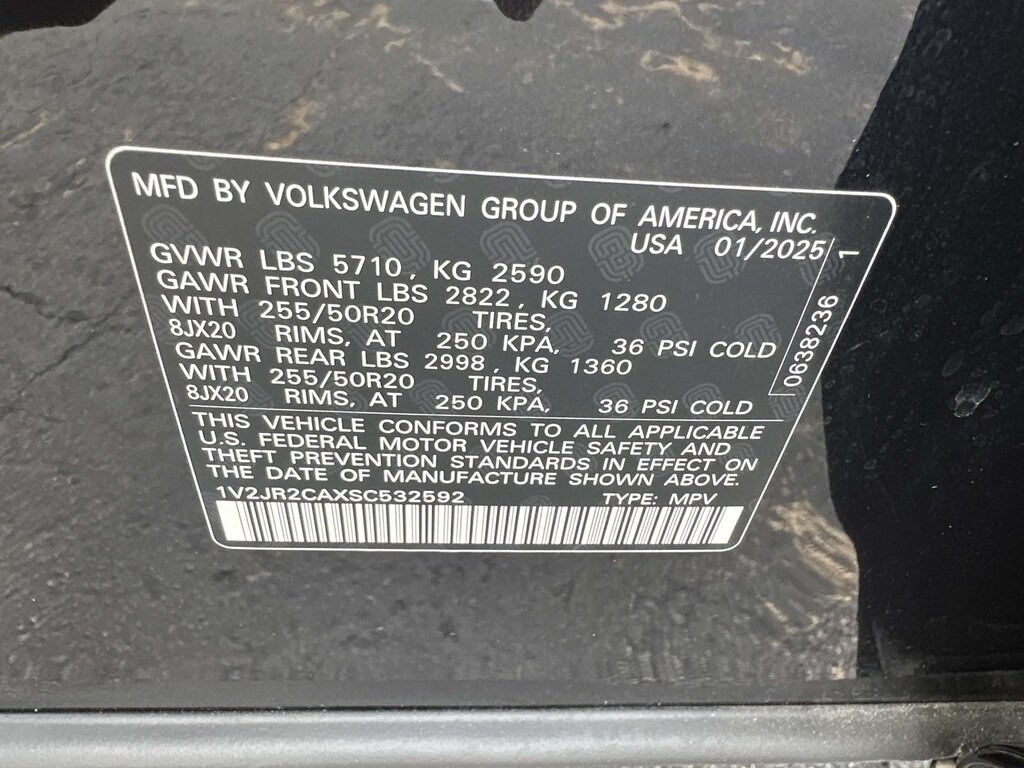 MFD BY VOLKSWAGEN GROUP OF AMERICA, INC.
USA 01/2025
GVWR LBS 5710, KG 2590
GAWR FRONT LBS 2822, KG 1280
WITH 255/50R20 TIRES,
8JX20 RIMS, AT 250 KPA, 36 PSI COLD
GAWR REAR LBS 2998, KG 1360
WITH 255/50R20 TIRES,
8JX20 RIMS, AT 250 KPA, 36 PSI COLD
THIS VEHICLE CONFORMS TO ALL APPLICABLE
U.S. FEDERAL MOTOR VEHICLE SAFETY AND
THEFT PREVENTION STANDARDS IN EFFECT ON
THE DATE OF MANUFACTURE SHOWN ABOVE.
1V2JR2CAXSC532592 TYPE: MPV
0638236 1